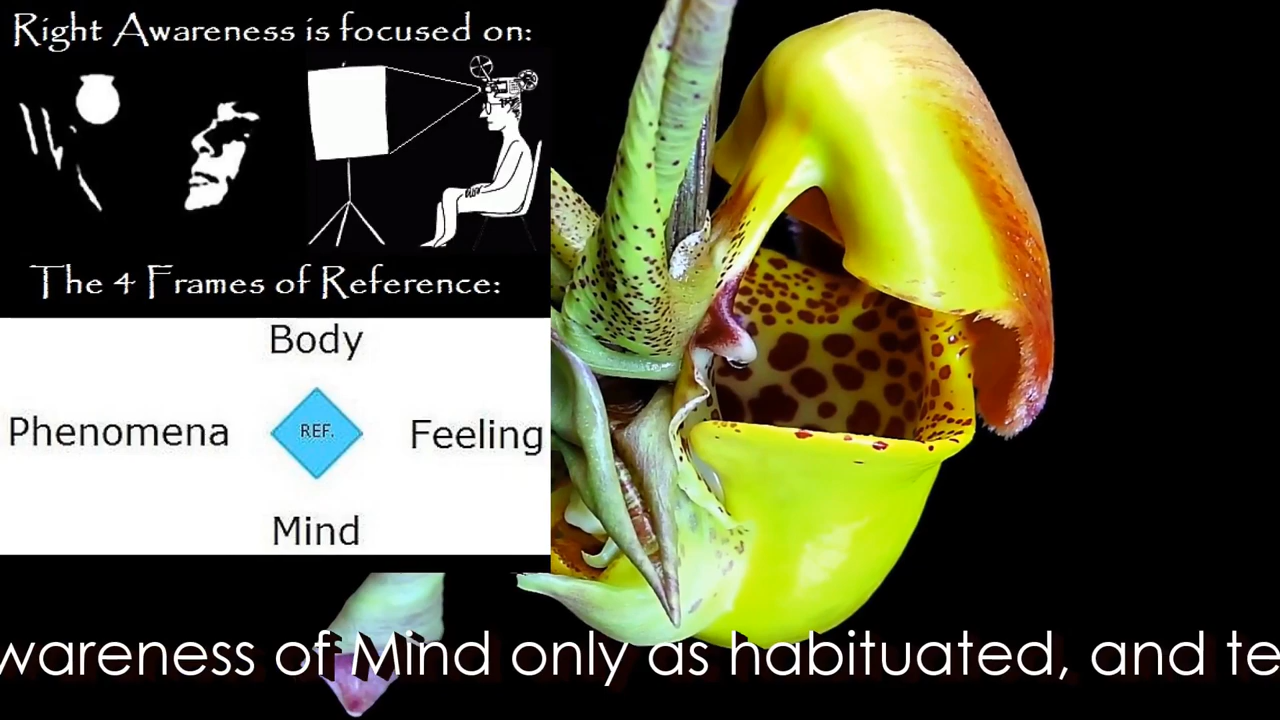 Right Awareness is focused on:
The 4 Frames of Reference:
Body
Phenomena REF. Feeling
Mind
wareness of Mind only as habituated, and te